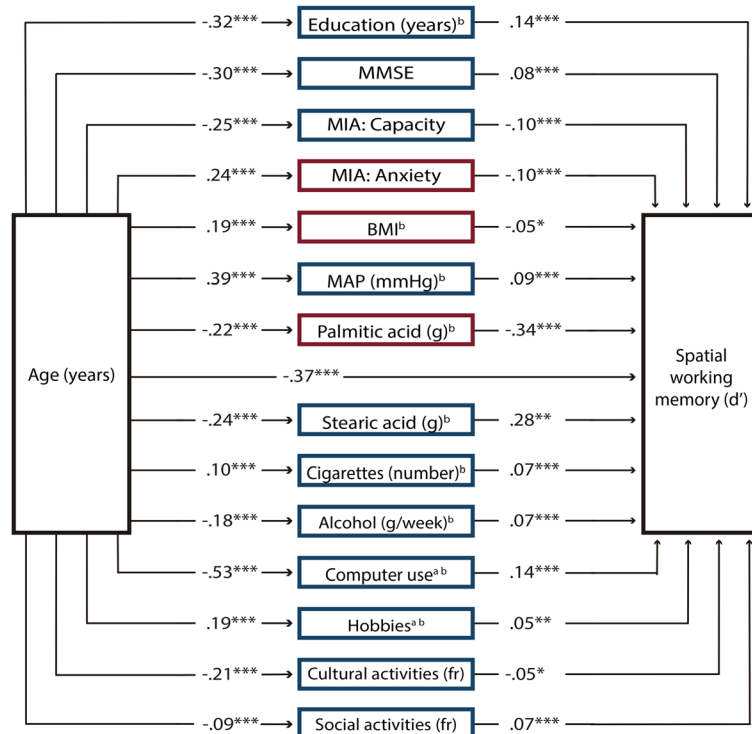 -.32*** Education (years)ᵇ .14***
-.30*** MMSE .08***
-.25*** MIA: Capacity -.10***
.24*** MIA: Anxiety -.10***
.19*** BMIᵇ -.05*
.39*** MAP (mmHg)ᵇ .09***
-.22*** Palmitic acid (g)ᵇ -.34***
Age (years)
-.37***
Spatial
working
memory (d’)
-.24*** Stearic acid (g)ᵇ .28**
.10*** Cigarettes (number)ᵇ .07***
-.18*** Alcohol (g/week)ᵇ .07***
-.53*** Computer useᵃ ᵇ .14***
.19*** Hobbiesᵃ ᵇ .05**
-.21*** Cultural activities (fr) -.05*
-.09*** Social activities (fr) .07***